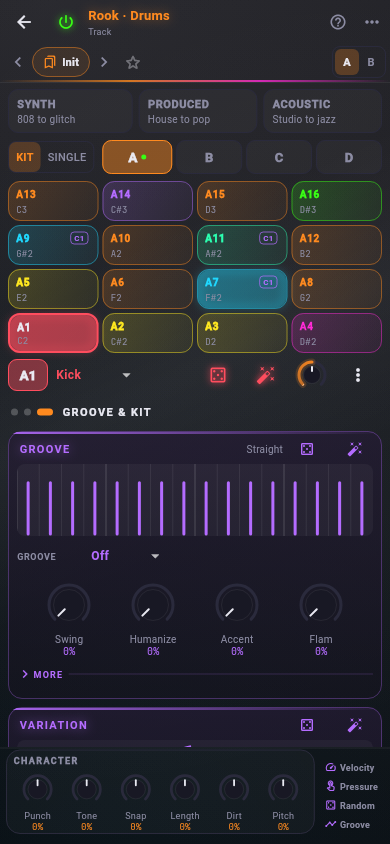 Rook · Drums
Track
Init
A B
SYNTH
808 to glitch
PRODUCED
House to pop
ACOUSTIC
Studio to jazz
KIT SINGLE
A B C D
A13
C3
A14
C#3
A15
D3
A16
D#3
A9 C1
G#2
A10
A2
A11 C1
A#2
A12
B2
A5
E2
A6
F2
A7 C1
F#2
A8
G2
A1
C2
A2
C#2
A3
D2
A4
D#2
A1 Kick
GROOVE & KIT
GROOVE Straight
GROOVE Off
Swing Humanize Accent Flam
0% 0% 0% 0%
MORE
VARIATION
CHARACTER
Punch Tone Snap Length Dirt Pitch
0% 0% 0% 0% 0% 0%
Velocity
Pressure
Random
Groove